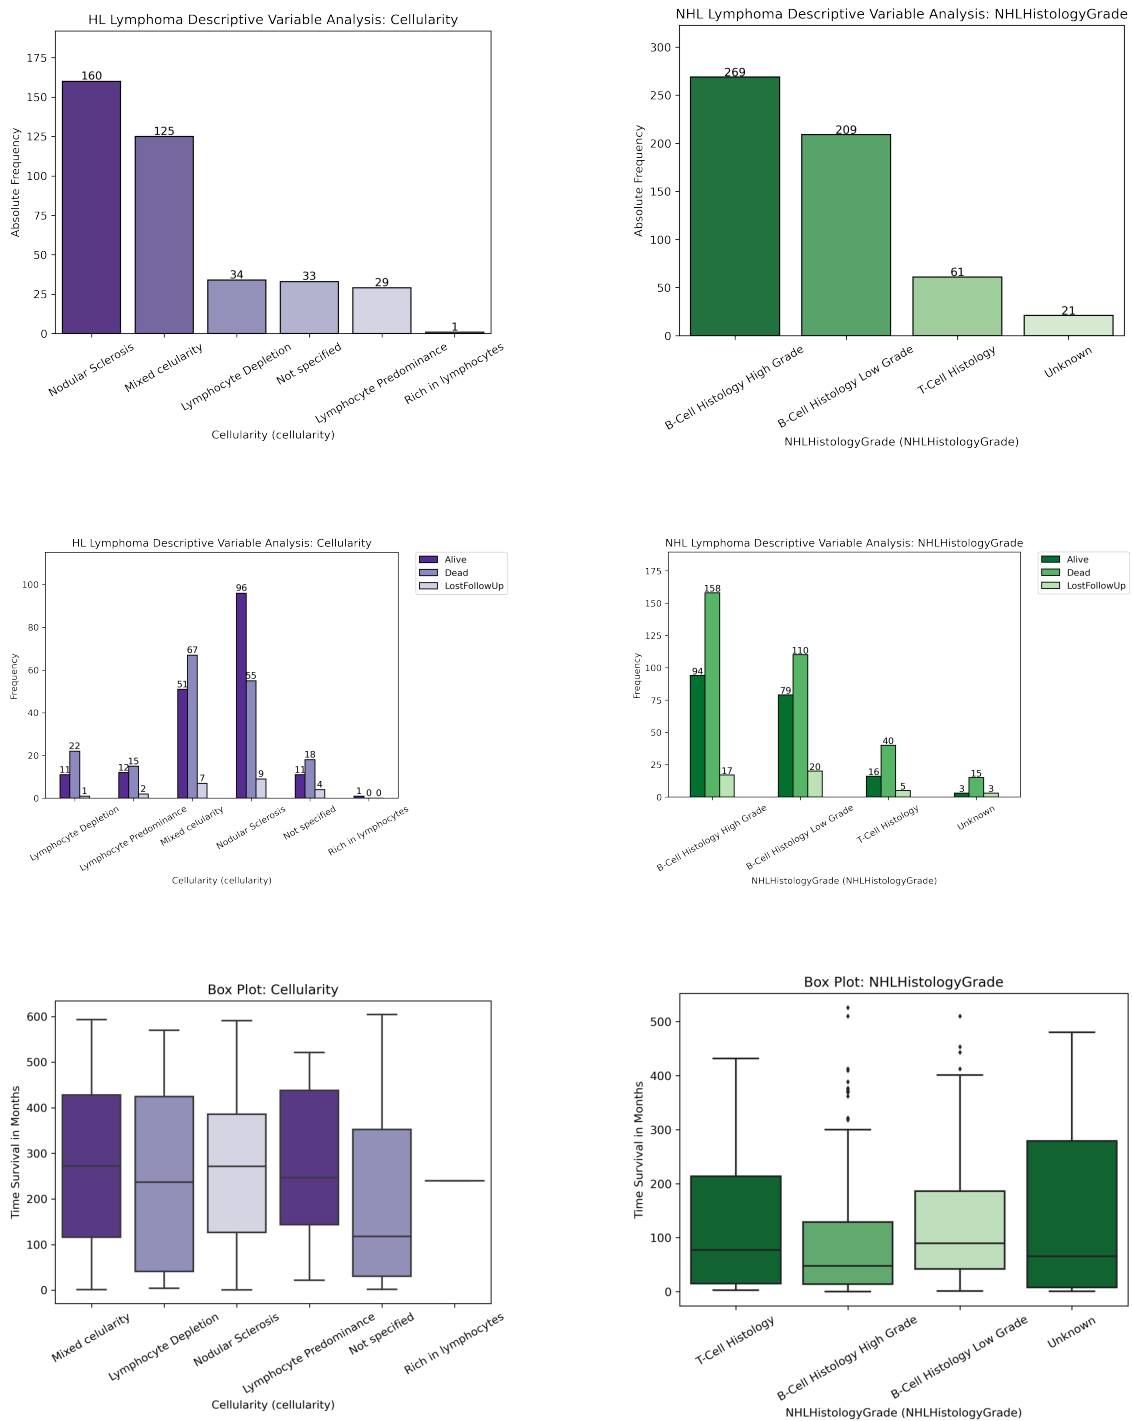 HL Lymphoma Descriptive Variable Analysis: Cellularity
Absolute Frequency
175
150
125
100
75
50
25
0
160
125
34
33
29
1
Nodular Sclerosis
Mixed celularity
Lymphocyte Depletion
Not specified
Lymphocyte Predominance
Rich in lymphocytes
Cellularity (cellularity)
NHL Lymphoma Descriptive Variable Analysis: NHLHistologyGrade
Absolute Frequency
300
250
200
150
100
50
0
269
209
61
21
B-Cell Histology High Grade
B-Cell Histology Low Grade
T-Cell Histology
Unknown
NHLHistologyGrade (NHLHistologyGrade)
HL Lymphoma Descriptive Variable Analysis: Cellularity
Alive
Dead
LostFollowUp
Frequency
100
80
60
40
20
0
11
22
1
12
15
2
51
67
7
96
55
9
11
18
4
1
0
0
Lymphocyte Depletion
Lymphocyte Predominance
Mixed celularity
Nodular Sclerosis
Not specified
Rich in lymphocytes
Cellularity (cellularity)
NHL Lymphoma Descriptive Variable Analysis: NHLHistologyGrade
Alive
Dead
LostFollowUp
Frequency
175
150
125
100
75
50
25
0
94
158
17
79
110
20
16
40
5
3
15
3
B-Cell Histology High Grade
B-Cell Histology Low Grade
T-Cell Histology
Unknown
NHLHistologyGrade (NHLHistologyGrade)
Box Plot: Cellularity
Time Survival in Months
600
500
400
300
200
100
0
Mixed celularity
Lymphocyte Depletion
Nodular Sclerosis
Lymphocyte Predominance
Not specified
Rich in lymphocytes
Cellularity (cellularity)
Box Plot: NHLHistologyGrade
Time Survival in Months
500
400
300
200
100
0
T-Cell Histology
B-Cell Histology High Grade
B-Cell Histology Low Grade
Unknown
NHLHistologyGrade (NHLHistologyGrade)